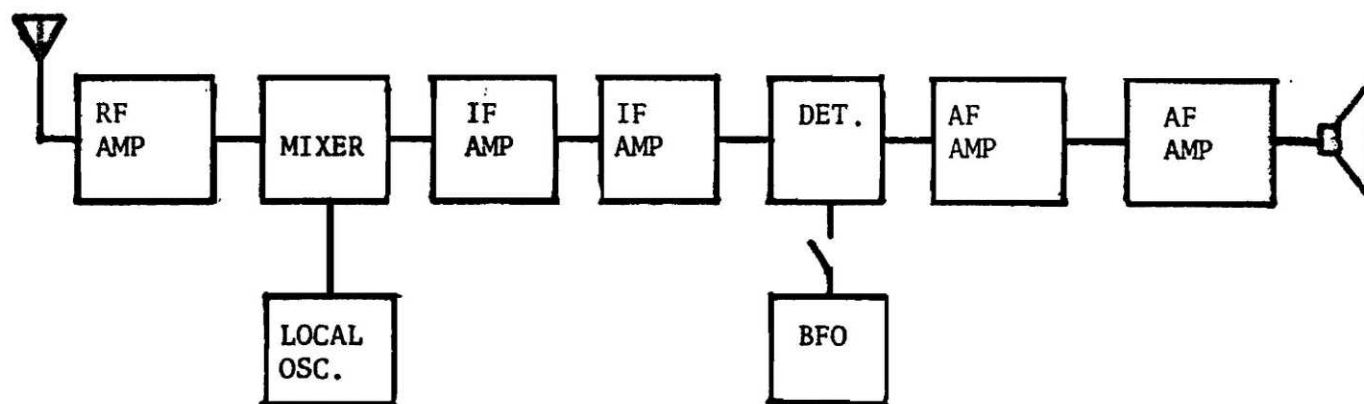 RF
AMP
MIXER
IF
AMP
IF
AMP
DET.
AF
AMP
AF
AMP
LOCAL
OSC.
BFO